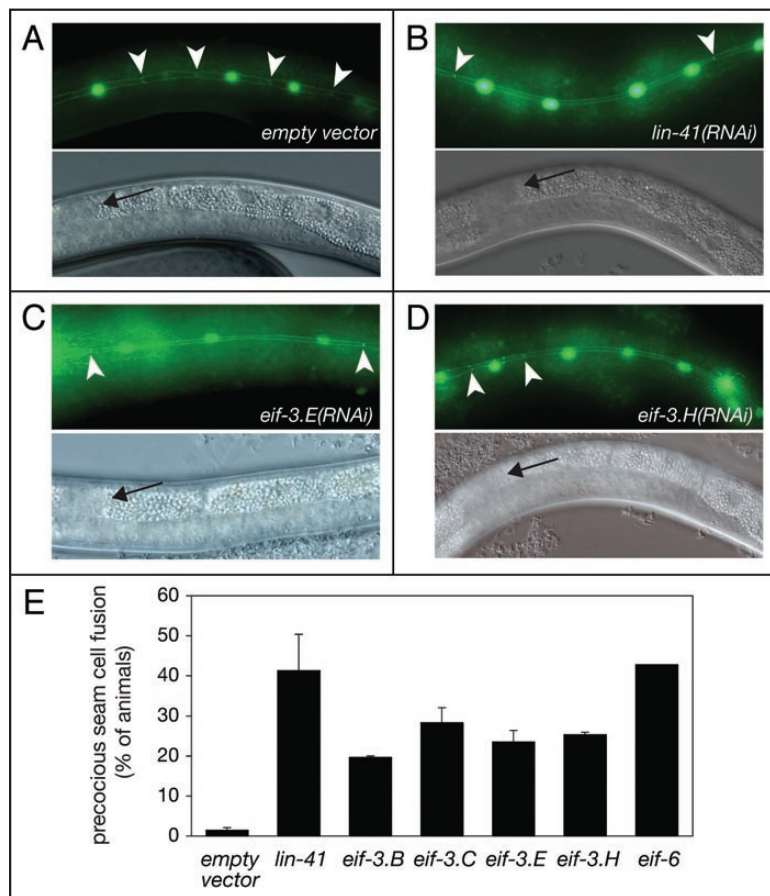 A
empty vector
B
lin-41(RNAi)
C
eif-3.E(RNAi)
D
eif-3.H(RNAi)
E
precocious seam cell fusion
(% of animals)
60
50
40
30
20
10
0
empty
vector
lin-41
eif-3.B
eif-3.C
eif-3.E
eif-3.H
eif-6